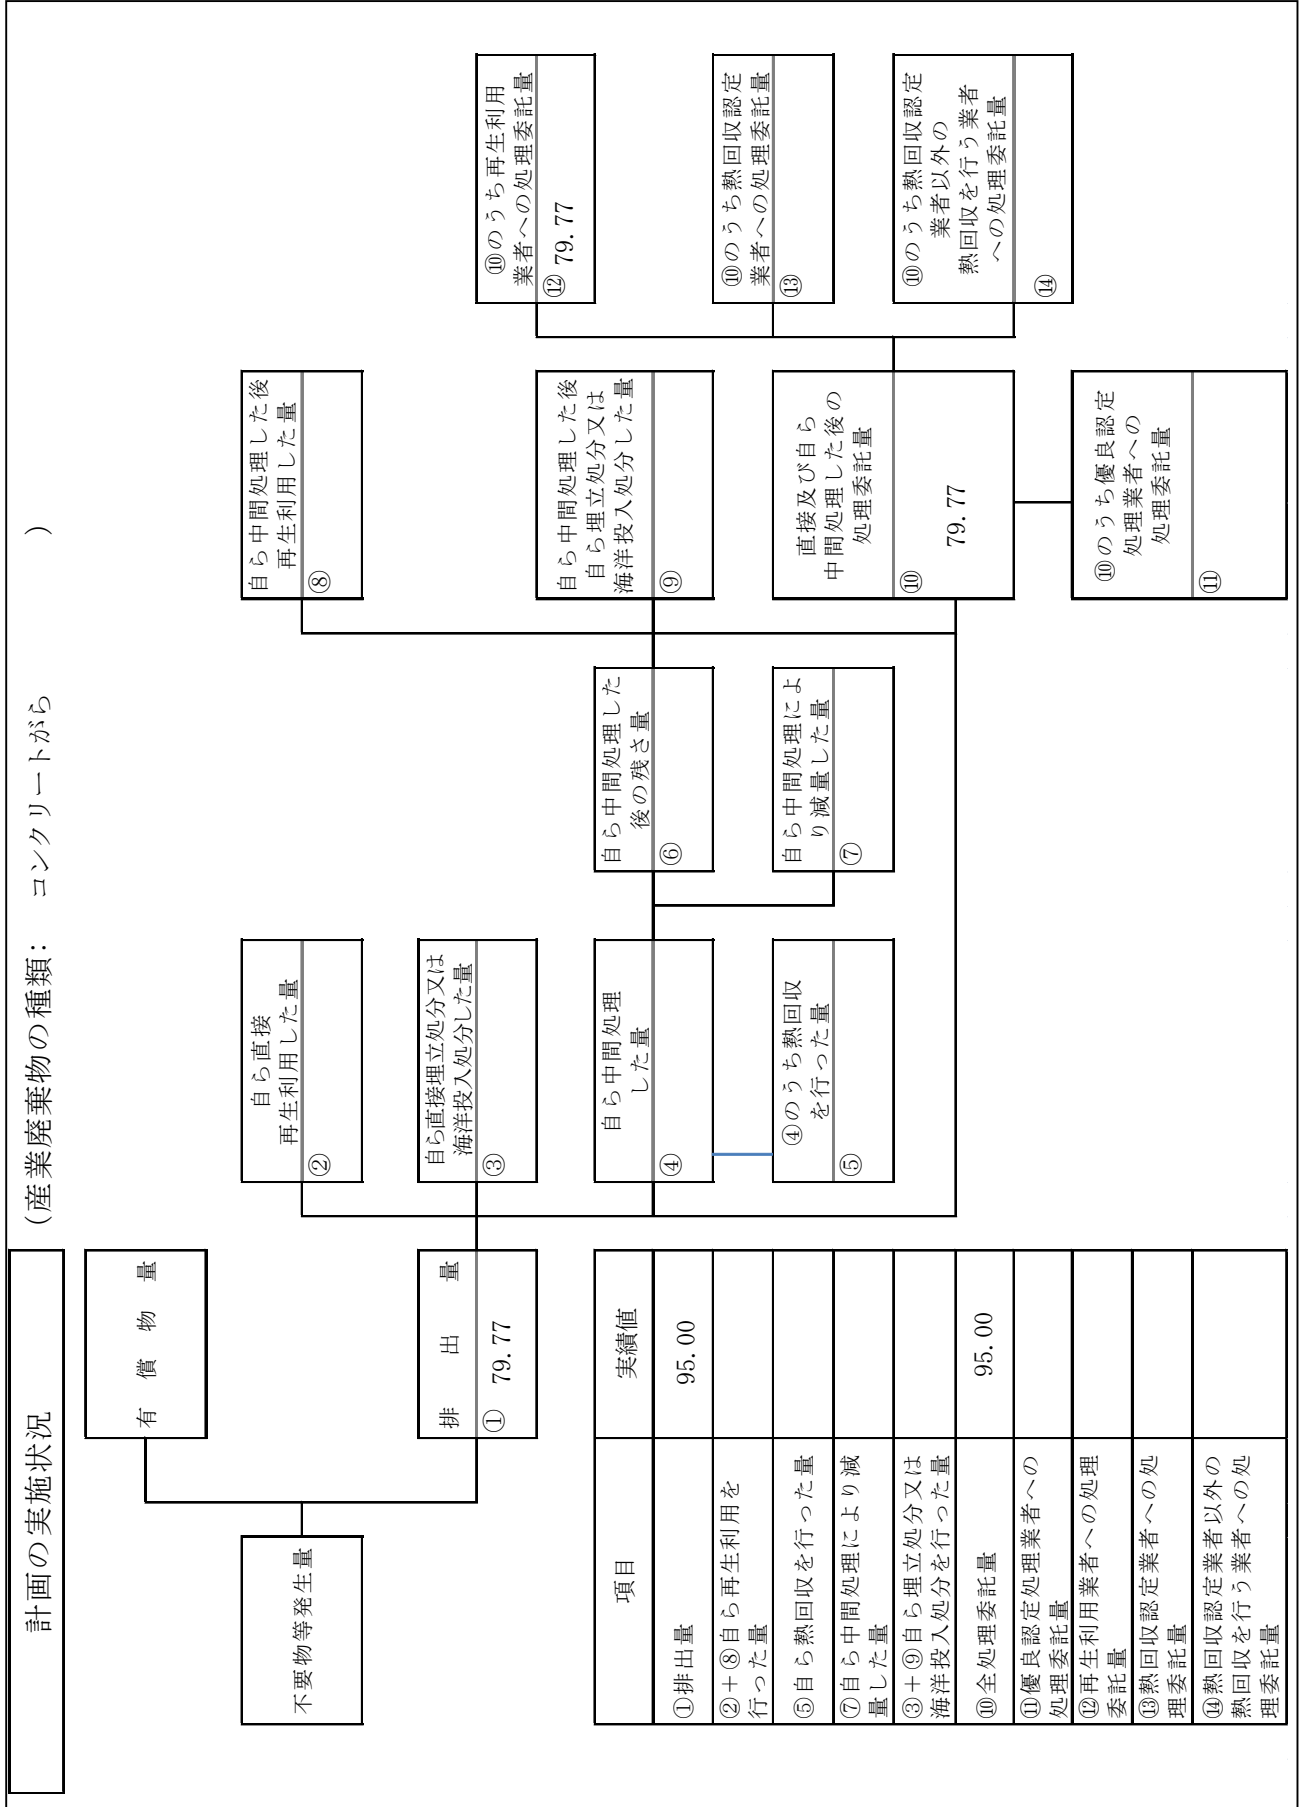 計画の実施状況
(産業廃棄物の種類： コンクリートがら )
不要物等発生量
有償物量
排出量
① 79.77
自ら直接
再生利用した量
②
自ら直接埋立処分又は
海洋投入処分した量
③
自ら中間処理
した量
④
④のうち熱回収
を行った量
⑤
自ら中間処理した
後の残さ量
⑥
自ら中間処理によ
り減量した量
⑦
自ら中間処理した後
再生利用した量
⑧
自ら中間処理した後
自ら埋立処分又は
海洋投入処分した量
⑨
直接及び自ら
中間処理した後の
処理委託量
⑩
79.77
⑩のうち優良認定
処理業者への
処理委託量
⑪
⑩のうち再生利用
業者への処理委託量
⑫ 79.77
⑩のうち熱回収認定
業者への処理委託量
⑬
⑩のうち熱回収認定
業者以外の
熱回収を行う業者
への処理委託量
⑭
項目 実績値
①排出量 95.00
②＋⑧自ら再生利用を
行った量
⑤自ら熱回収を行った量
⑦自ら中間処理により減
量した量
③＋⑨自ら埋立処分又は
海洋投入処分を行った量
⑩全処理委託量 95.00
⑪優良認定処理業者への
処理委託量
⑫再生利用業者への処理
委託量
⑬熱回収認定業者への処
理委託量
⑭熱回収認定業者以外の
熱回収を行う業者への処
理委託量